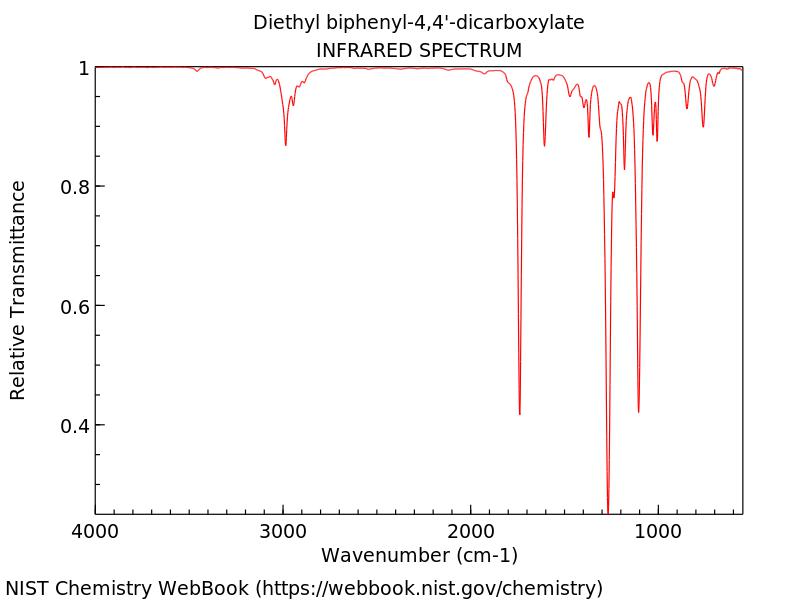 Diethyl biphenyl-4,4'-dicarboxylate
INFRARED SPECTRUM
1
0.8
0.6
0.4
Relative Transmittance
4000 3000 2000 1000
Wavenumber (cm-1)
NIST Chemistry WebBook (https://webbook.nist.gov/chemistry)